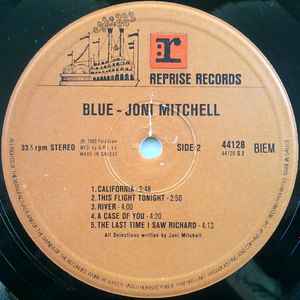 r
REPRISE RECORDS
BLUE - JONI MITCHELL
33⅓ rpm STEREO
MADE IN GREECE
SIDE 2
44128
44128 S2
BIEM
1. CALIFORNIA - 3:48
2. THIS FLIGHT TONIGHT - 2:50
3. RIVER - 4:00
4. A CASE OF YOU - 4:20
5. THE LAST TIME I SAW RICHARD - 4:13
All Selections written by Joni Mitchell